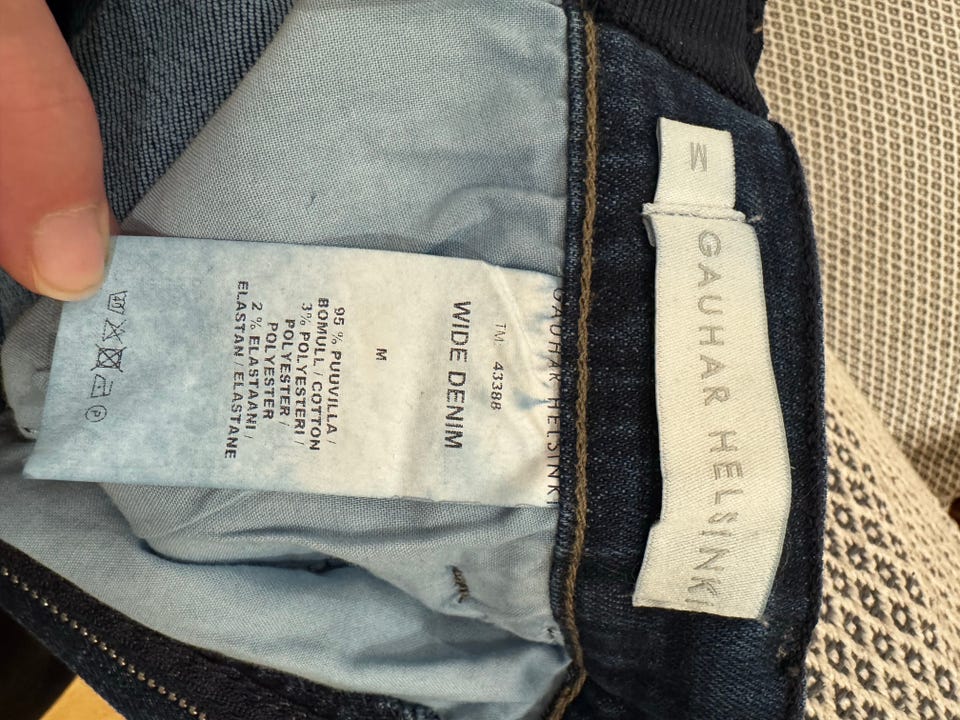 M
GAUHAR HELSINKI
GAUHAR HELSINKI
TM: 43388
WIDE DENIM
M
95 % PUUVILLA /
BOMULL / COTTON
3% POLYESTERI /
POLYESTER /
POLYESTER
2 % ELASTAANI /
ELASTAN / ELASTANE
40
P